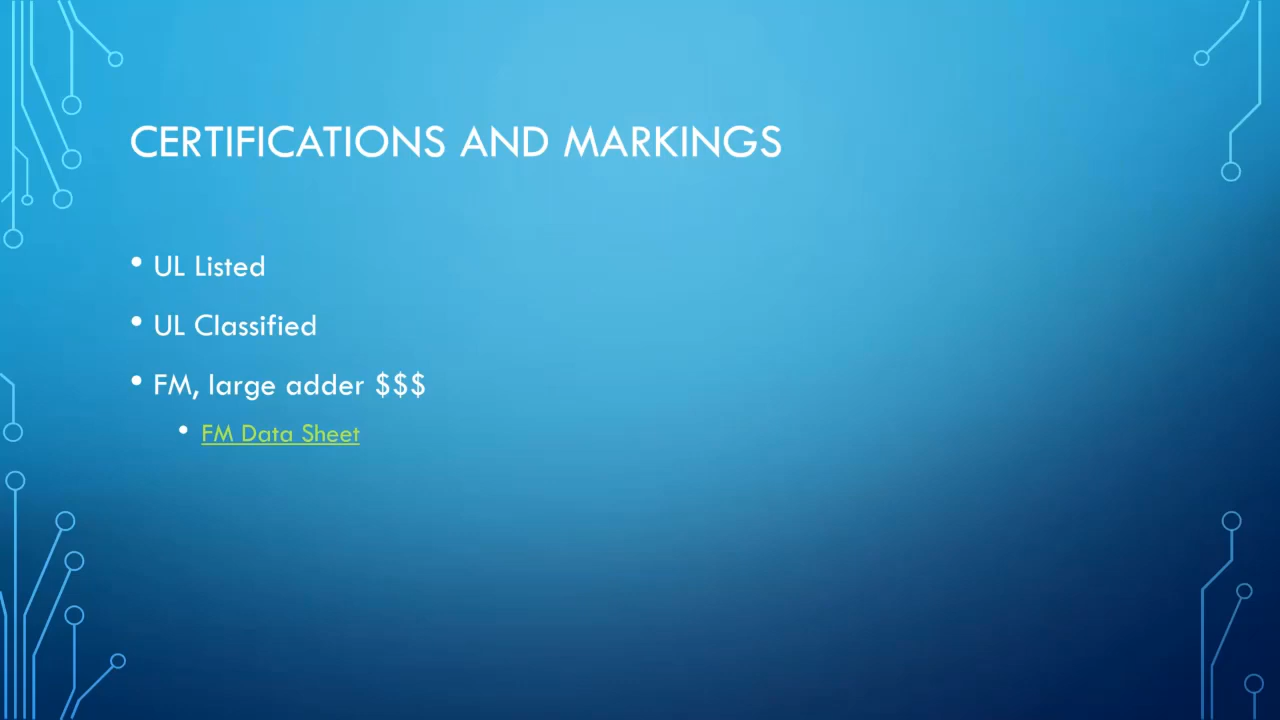 CERTIFICATIONS AND MARKINGS
• UL Listed
• UL Classified
• FM, large adder $$$
• FM Data Sheet